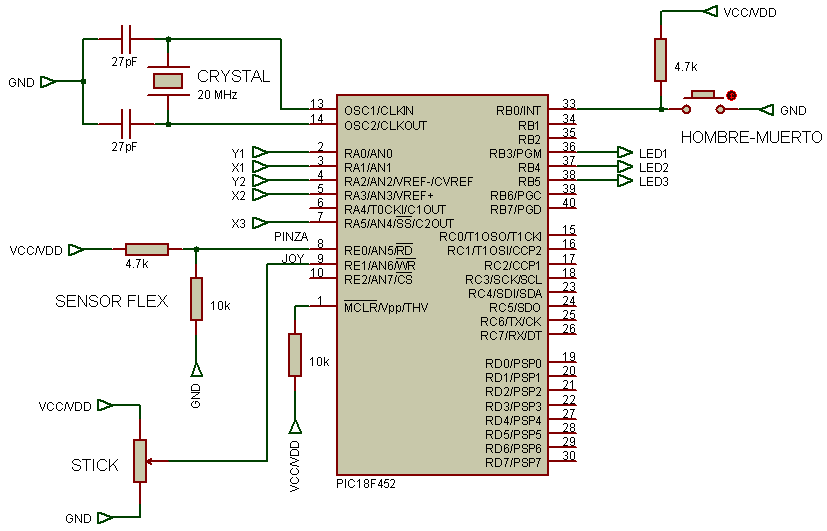 VCC/VDD
27pF
4.7k
CRYSTAL
GND
20 MHz
GND
HOMBRE-MUERTO
27pF
13 OSC1/CLKIN RB0/INT 33
14 OSC2/CLKOUT RB1 34
RB2 35
Y1 2 RA0/AN0 RB3/PGM 36 LED1
X1 3 RA1/AN1 RB4 37 LED2
Y2 4 RA2/AN2/VREF-/CVREF RB5 38 LED3
X2 5 RA3/AN3/VREF+ RB6/PGC 39
6 RA4/T0CKI/C1OUT RB7/PGD 40
X3 7 RA5/AN4/SS/C2OUT
RC0/T1OSO/T1CKI 15
PINZA
VCC/VDD 8 RE0/AN5/RD RC1/T1OSI/CCP2 16
4.7k
JOY 9 RE1/AN6/WR RC2/CCP1 17
10 RE2/AN7/CS RC3/SCK/SCL 18
RC4/SDI/SDA 23
SENSOR FLEX 10k
1 MCLR/Vpp/THV RC5/SDO 24
RC6/TX/CK 25
RC7/RX/DT 26
10k
RD0/PSP0 19
RD1/PSP1 20
RD2/PSP2 21
RD3/PSP3 22
RD4/PSP4 27
RD5/PSP5 28
RD6/PSP6 29
RD7/PSP7 30
GND
VCC/VDD
VCC/VDD
STICK
PIC18F452
GND